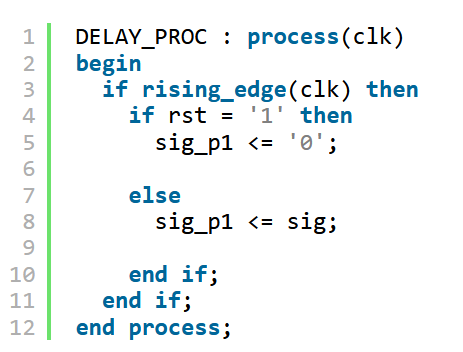 1 DELAY_PROC : process(clk)
2 begin
3   if rising_edge(clk) then
4     if rst = '1' then
5       sig_p1 <= '0';
6
7     else
8       sig_p1 <= sig;
9
10     end if;
11   end if;
12 end process;